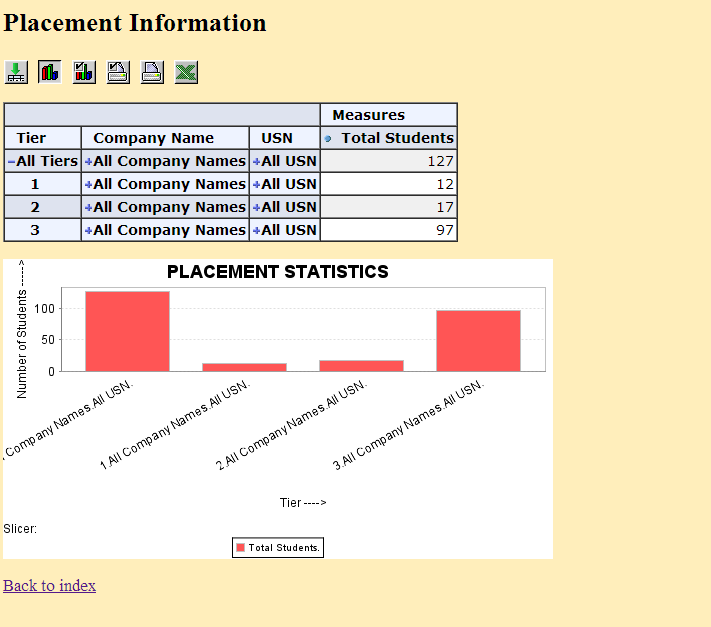 Placement Information
Measures
Tier Company Name USN Total Students
All Tiers All Company Names All USN 127
1 All Company Names All USN 12
2 All Company Names All USN 17
3 All Company Names All USN 97
PLACEMENT STATISTICS
Number of Students ---->
100
50
0
.Company Names.All USN.
1.All Company Names.All USN.
2.All Company Names.All USN.
3.All Company Names.All USN.
Tier ---->
Slicer:
Total Students.
Back to index